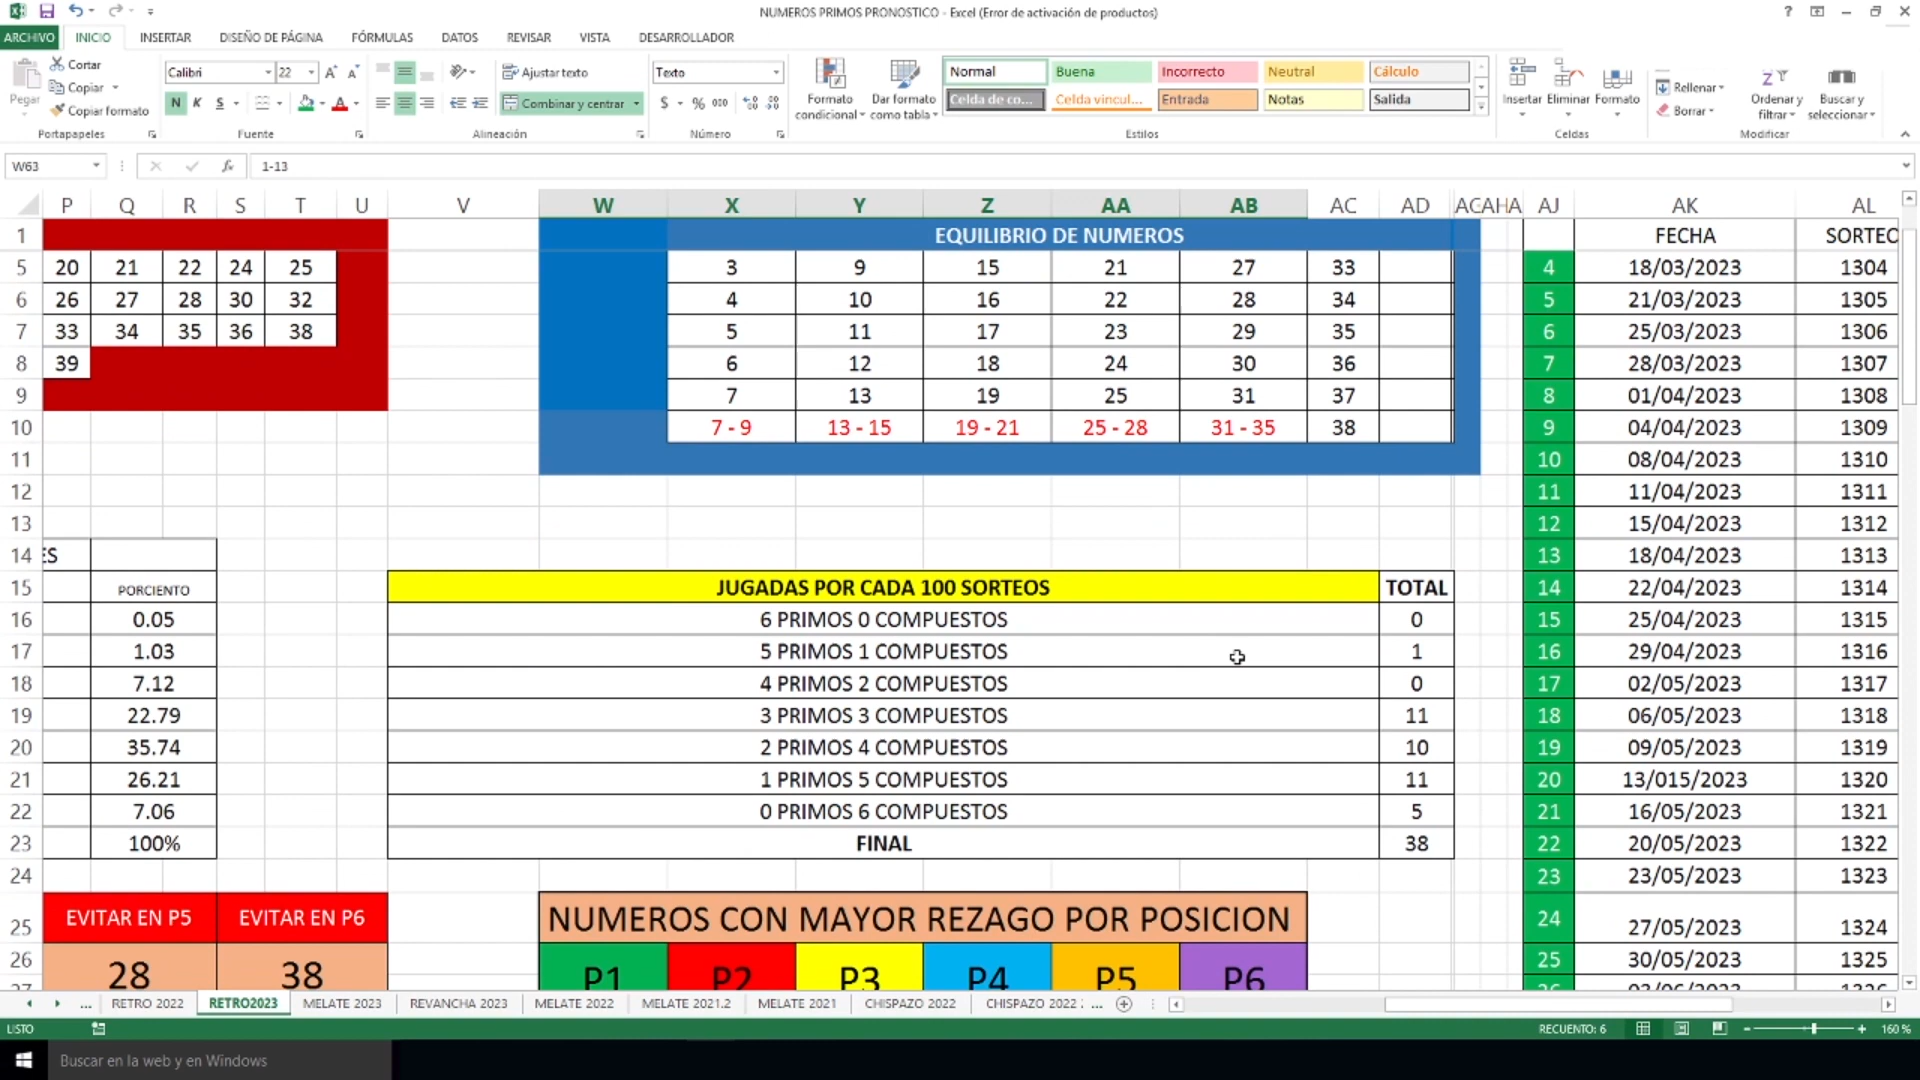 NUMEROS PRIMOS PRONOSTICO - Excel (Error de activación de productos)
ARCHIVO INICIO INSERTAR DISEÑO DE PÁGINA FÓRMULAS DATOS REVISAR VISTA DESARROLLADOR
Pegar
Cortar
Copiar
Copiar formato
Portapapeles
Calibri 22
N K S
Fuente
Ajustar texto
Combinar y centrar
Alineación
Texto
$ % 000
Número
Formato condicional
Dar formato como tabla
Normal Buena Incorrecto Neutral Cálculo
Celda de co... Celda vincul... Entrada Notas Salida
Estilos
Insertar Eliminar Formato
Celdas
Rellenar
Borrar
Ordenar y filtrar
Buscar y seleccionar
Modificar
W63 fx 1-13
P Q R S T U V W X Y Z AA AB AC AD AJ AK AL
1 EQUILIBRIO DE NUMEROS FECHA SORTEO
5 20 21 22 24 25 3 9 15 21 27 33 4 18/03/2023 1304
6 26 27 28 30 32 4 10 16 22 28 34 5 21/03/2023 1305
7 33 34 35 36 38 5 11 17 23 29 35 6 25/03/2023 1306
8 39 6 12 18 24 30 36 7 28/03/2023 1307
9 7 13 19 25 31 37 8 01/04/2023 1308
10 7 - 9 13 - 15 19 - 21 25 - 28 31 - 35 38 9 04/04/2023 1309
11 10 08/04/2023 1310
12 11 11/04/2023 1311
13 12 15/04/2023 1312
14 ES 13 18/04/2023 1313
15 PORCIENTO JUGADAS POR CADA 100 SORTEOS TOTAL 14 22/04/2023 1314
16 0.05 6 PRIMOS 0 COMPUESTOS 0 15 25/04/2023 1315
17 1.03 5 PRIMOS 1 COMPUESTOS 1 16 29/04/2023 1316
18 7.12 4 PRIMOS 2 COMPUESTOS 0 17 02/05/2023 1317
19 22.79 3 PRIMOS 3 COMPUESTOS 11 18 06/05/2023 1318
20 35.74 2 PRIMOS 4 COMPUESTOS 10 19 09/05/2023 1319
21 26.21 1 PRIMOS 5 COMPUESTOS 11 20 13/015/2023 1320
22 7.06 0 PRIMOS 6 COMPUESTOS 5 21 16/05/2023 1321
23 100% FINAL 38 22 20/05/2023 1322
24 23 23/05/2023 1323
25 EVITAR EN P5 EVITAR EN P6 NUMEROS CON MAYOR REZAGO POR POSICION 24 27/05/2023 1324
26 28 38 P1 P2 P3 P4 P5 P6 25 30/05/2023 1325
... RETRO 2022 RETRO2023 MELATE 2023 REVANCHA 2023 MELATE 2022 MELATE 2021.2 MELATE 2021 CHISPAZO 2022 CHISPAZO 2022 ...
LISTO RECUENTO: 6 160 %
Buscar en la web y en Windows